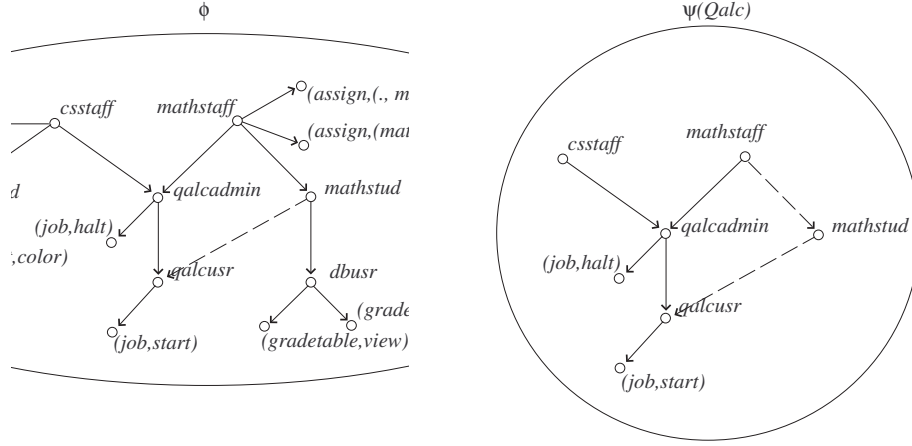 φ
csstaff
mathstaff
(assign,(., m
(assign,(mat
d
qalcadmin
mathstud
(job,halt)
,color)
qalcusr
dbusr
(grade
(job,start)
(gradetable,view)
ψ(Qalc)
csstaff
mathstaff
qalcadmin
mathstud
(job,halt)
qalcusr
(job,start)